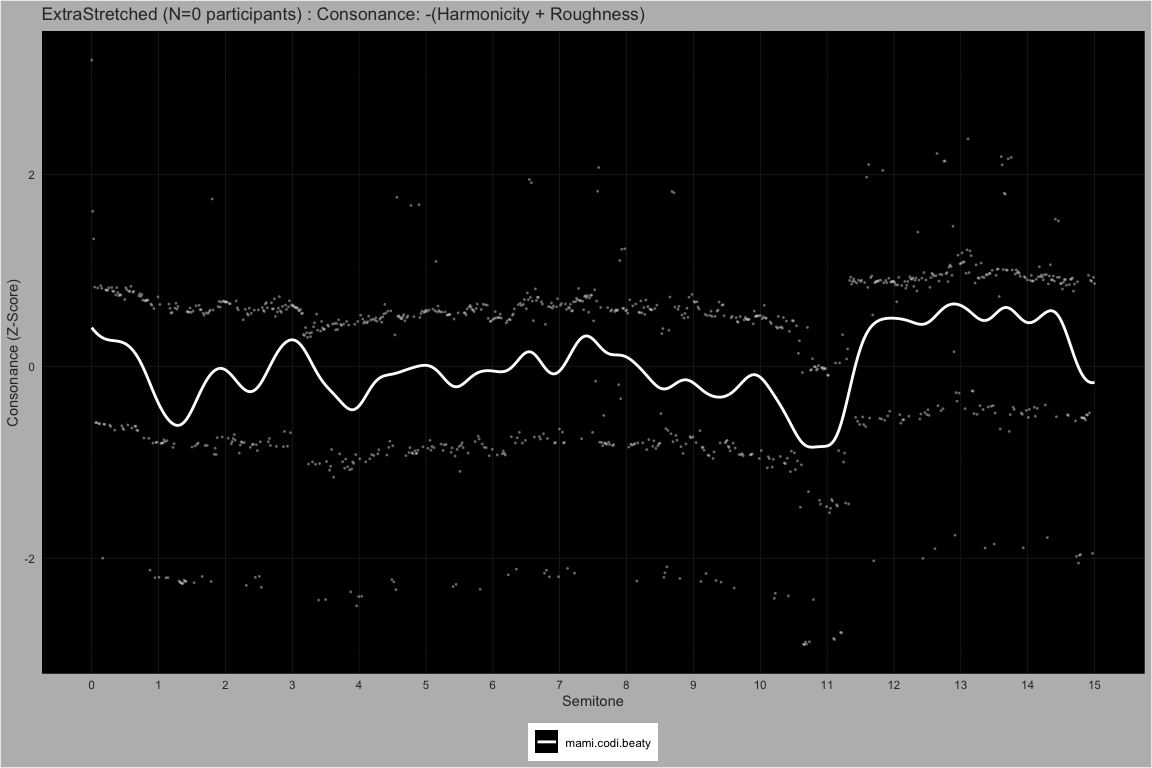 ExtraStretched (N=0 participants) : Consonance: -(Harmonicity + Roughness)
Consonance (Z-Score)
2
0
-2
0 1 2 3 4 5 6 7 8 9 10 11 12 13 14 15
Semitone
mami.codi.beaty